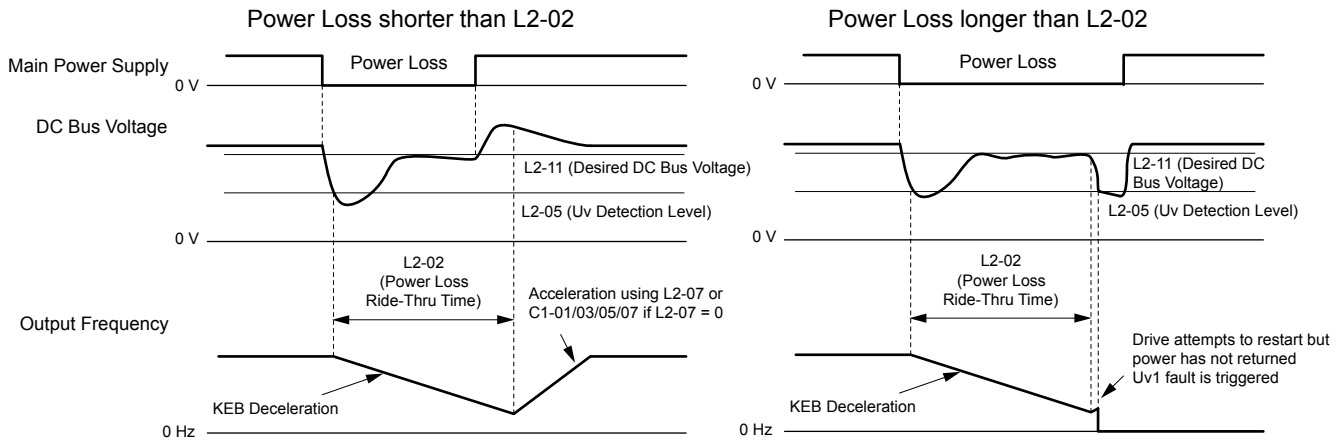 Power Loss shorter than L2-02
Main Power Supply
Power Loss
0 V
DC Bus Voltage
L2-11 (Desired DC Bus Voltage)
L2-05 (Uv Detection Level)
0 V
L2-02
(Power Loss
Ride-Thru Time)
Acceleration using L2-07 or
C1-01/03/05/07 if L2-07 = 0
Output Frequency
KEB Deceleration
0 Hz
Power Loss longer than L2-02
Power Loss
0 V
L2-11 (Desired DC
Bus Voltage)
L2-05 (Uv Detection Level)
0 V
L2-02
(Power Loss
Ride-Thru Time)
Drive attempts to restart but
power has not returned
Uv1 fault is triggered
KEB Deceleration
0 Hz